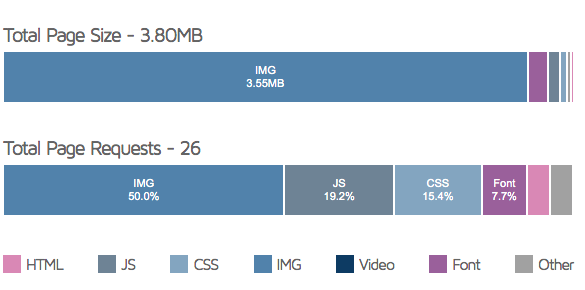 Total Page Size - 3.80MB
IMG
3.55MB
Total Page Requests - 26
IMG JS CSS Font
50.0% 19.2% 15.4% 7.7%
HTML JS CSS IMG Video Font Other